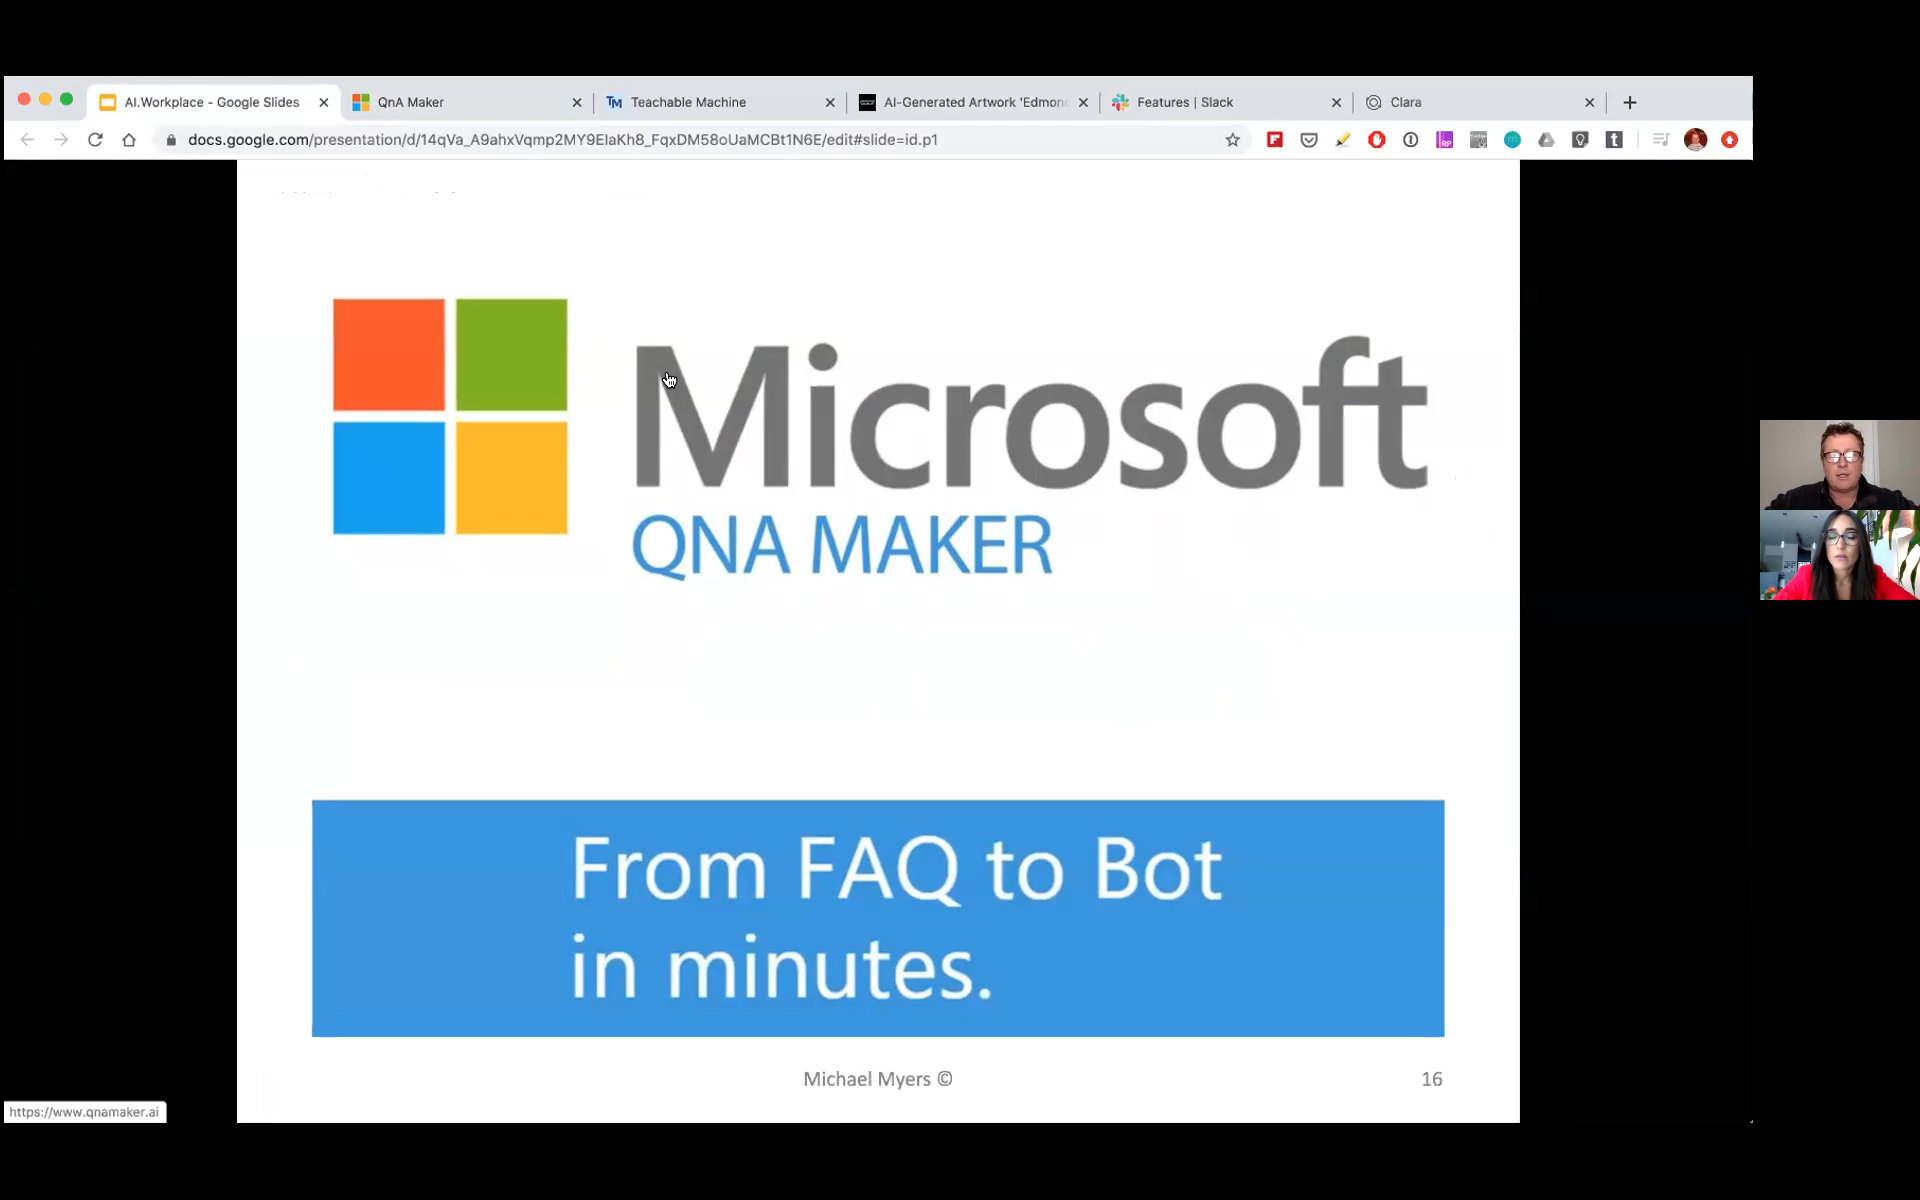 AI.Workplace - Google Slides
QnA Maker
Teachable Machine
AI-Generated Artwork 'Edmon
Features | Slack
Clara
docs.google.com/presentation/d/14qVa_A9ahxVqmp2MY9ElaKh8_FqxDM58oUaMCBt1N6E/edit#slide=id.p1
Microsoft
QNA MAKER
From FAQ to Bot
in minutes.
Michael Myers ©
16
https://www.qnamaker.ai